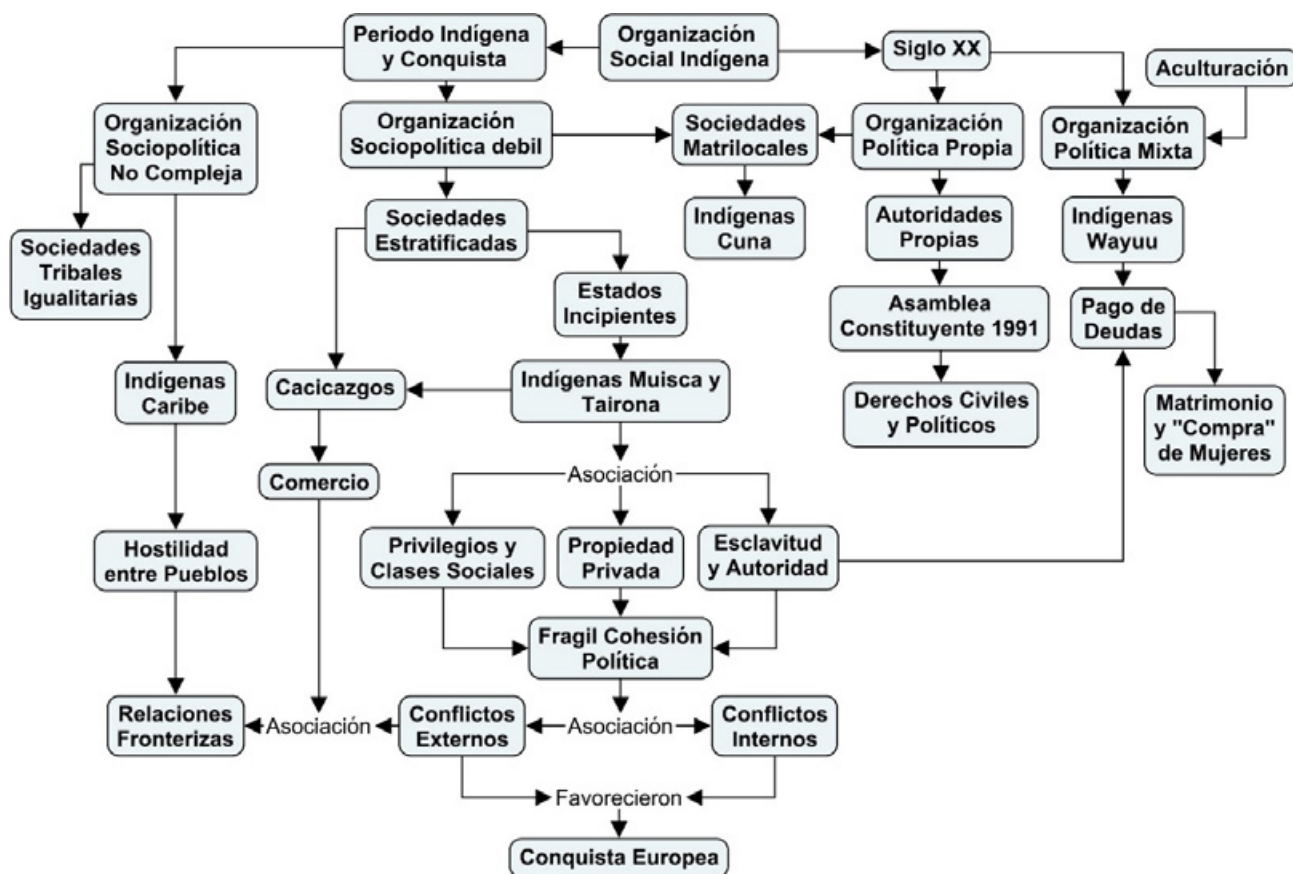 Periodo Indígena
y Conquista
Organización
Social Indígena
Siglo XX
Aculturación
Organización
Sociopolítica
No Compleja
Organización
Sociopolítica debil
Sociedades
Matrilocales
Organización
Política Propia
Organización
Política Mixta
Sociedades
Tribales
Igualitarias
Sociedades
Estratificadas
Indígenas
Cuna
Autoridades
Propias
Indígenas
Wayuu
Estados
Incipientes
Asamblea
Constituyente 1991
Pago de
Deudas
Indígenas
Caribe
Cacicazgos
Indígenas Muisca y
Tairona
Derechos Civiles
y Políticos
Matrimonio
y "Compra"
de Mujeres
Comercio
Asociación
Hostilidad
entre Pueblos
Privilegios y
Clases Sociales
Propiedad
Privada
Esclavitud
y Autoridad
Fragil Cohesión
Política
Relaciones
Fronterizas
Asociación
Conflictos
Externos
Asociación
Conflictos
Internos
Favorecieron
Conquista Europea